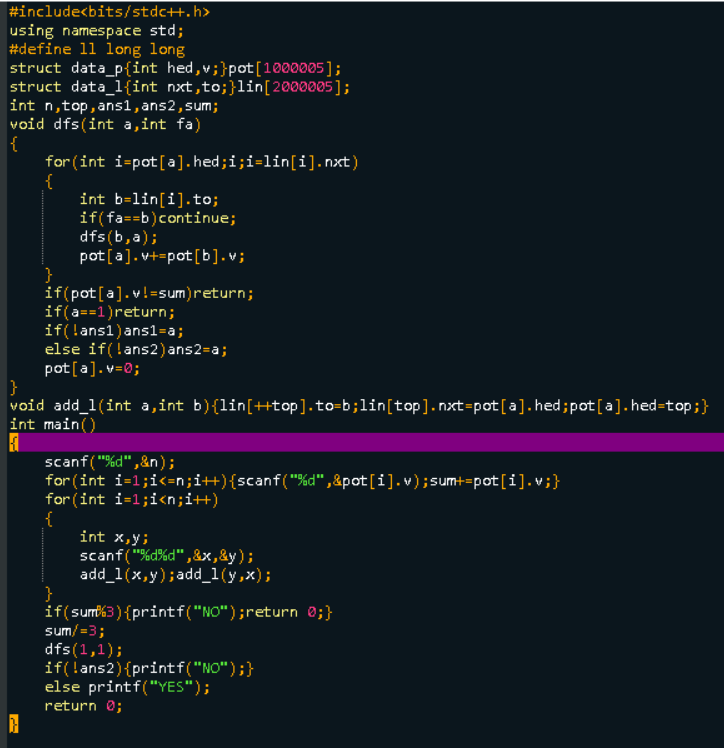 #include<bits/stdc++.h>
using namespace std;
#define ll long long
struct data_p{int hed,v;}pot[1000005];
struct data_l{int nxt,to;}lin[2000005];
int n,top,ans1,ans2,sum;
void dfs(int a,int fa)
{
    for(int i=pot[a].hed;i;i=lin[i].nxt)
    {
        int b=lin[i].to;
        if(fa==b)continue;
        dfs(b,a);
        pot[a].v+=pot[b].v;
    }
    if(pot[a].v!=sum)return;
    if(a==1)return;
    if(!ans1)ans1=a;
    else if(!ans2)ans2=a;
    pot[a].v=0;
}
void add_l(int a,int b){lin[++top].to=b;lin[top].nxt=pot[a].hed;pot[a].hed=top;}
int main()
{
    scanf("%d",&n);
    for(int i=1;i<=n;i++){scanf("%d",&pot[i].v);sum+=pot[i].v;}
    for(int i=1;i<n;i++)
    {
        int x,y;
        scanf("%d%d",&x,&y);
        add_l(x,y);add_l(y,x);
    }
    if(sum%3){printf("NO");return 0;}
    sum/=3;
    dfs(1,1);
    if(!ans2){printf("NO");}
    else printf("YES");
    return 0;
}